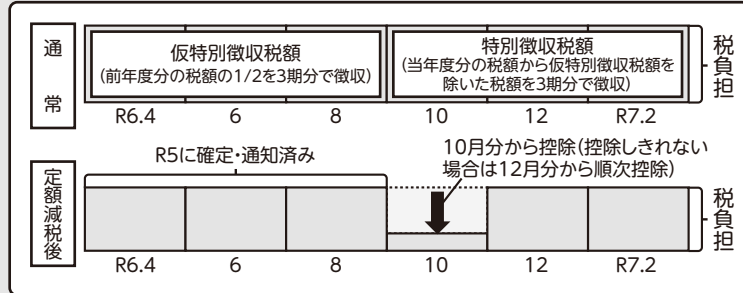 通常
仮特別徴収税額
(前年度分の税額の1/2を3期分で徴収)
特別徴収税額
(当年度分の税額から仮特別徴収税額を
除いた税額を3期分で徴収)
税負担
R6.4 6 8 10 12 R7.2
R5に確定・通知済み
10月分から控除(控除しきれない
場合は12月分から順次控除)
定額減税後
税負担
R6.4 6 8 10 12 R7.2